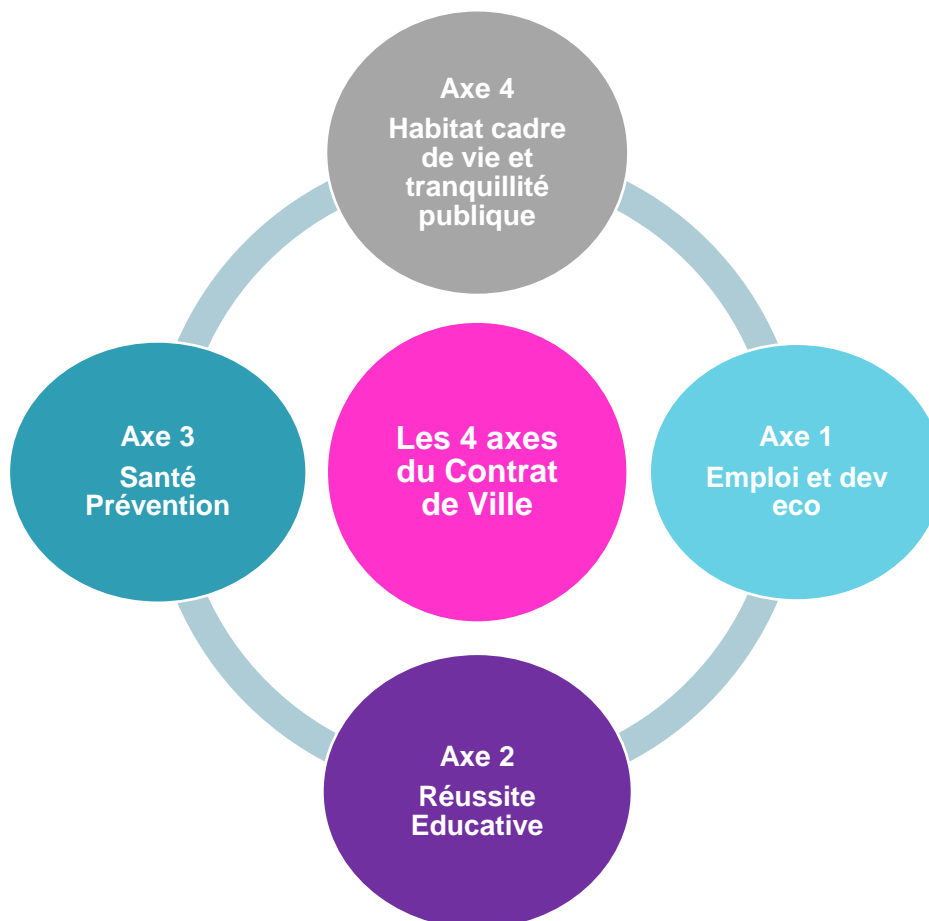 Axe 4
Habitat cadre
de vie et
tranquillité
publique
Axe 3
Santé
Prévention
Les 4 axes
du Contrat
de Ville
Axe 1
Emploi et dev
eco
Axe 2
Réussite
Educative